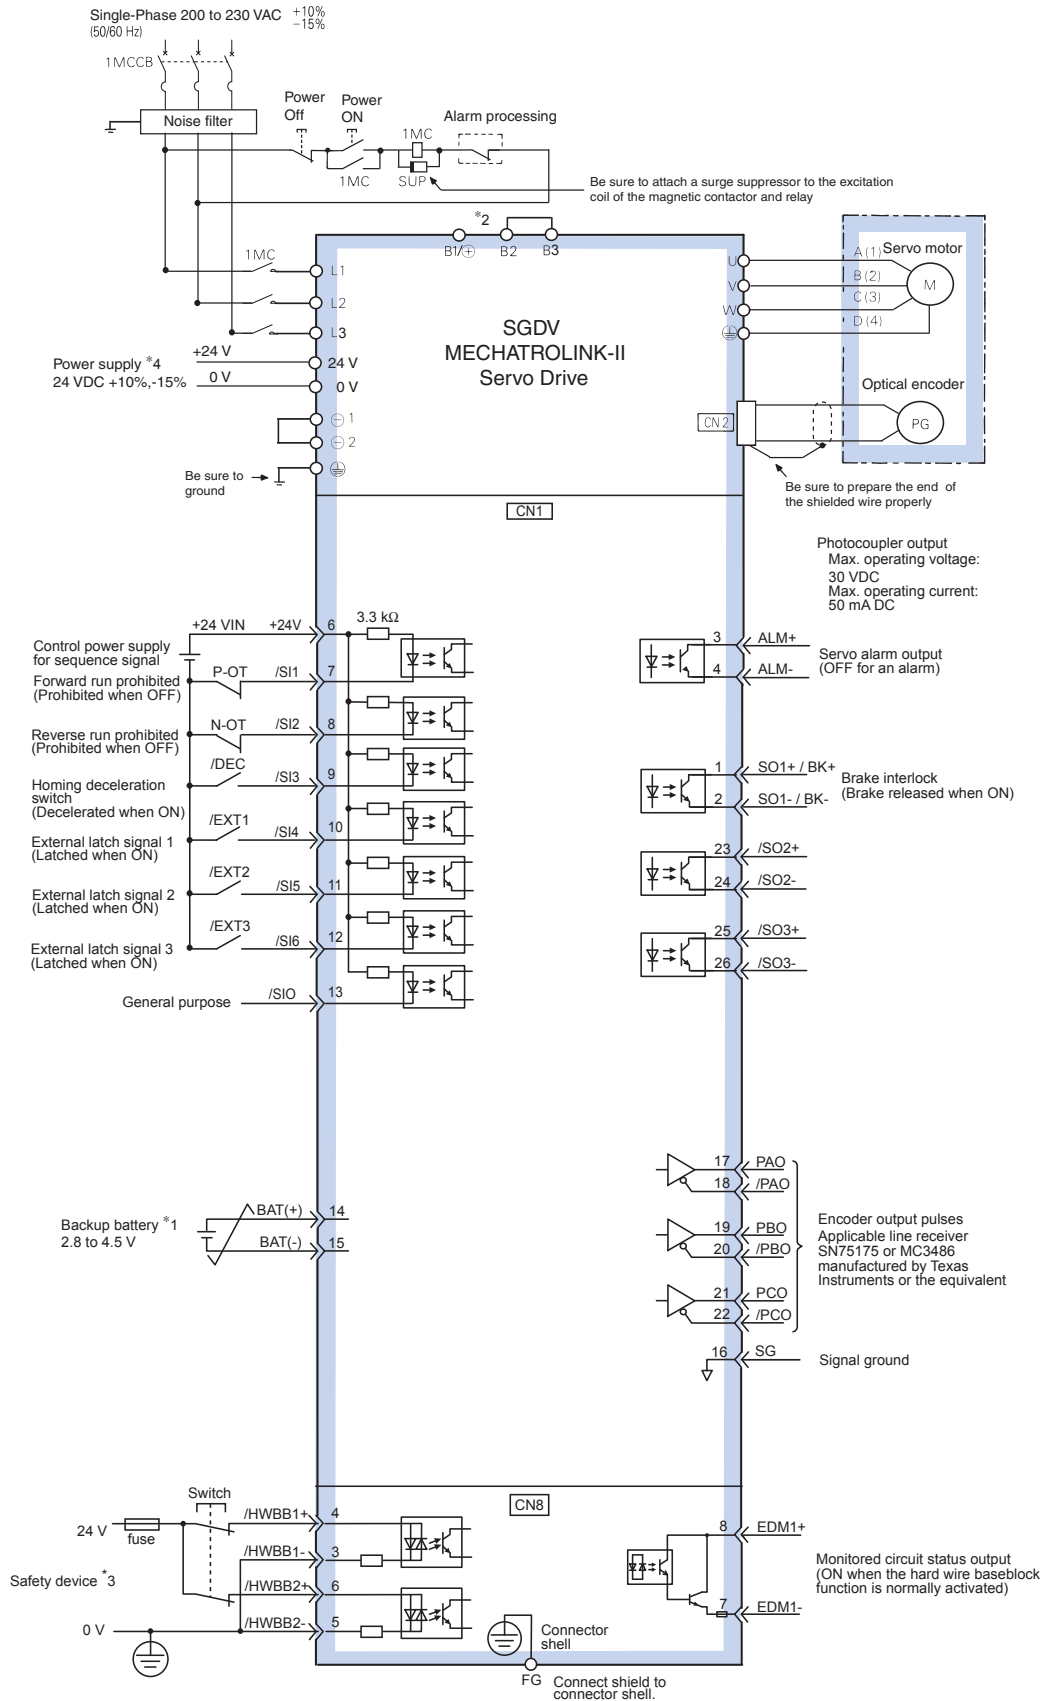 Single-Phase 200 to 230 VAC +10% −15%
(50/60 Hz)
1MCCB
Noise filter
Power Off
Power ON
1MC
1MC
SUP
Alarm processing
Be sure to attach a surge suppressor to the excitation
coil of the magnetic contactor and relay
*2
B1/⊕ B2 B3
1MC
L1
L2
L3
SGDV
MECHATROLINK-II
Servo Drive
U
V
W
A (1)
B (2)
C (3)
D (4)
Servo motor
M
Power supply *4
24 VDC +10%,-15%
+24 V
0 V
24 V
0 V
⊖ 1
⊖ 2
Be sure to
ground
CN 2
Optical encoder
PG
Be sure to prepare the end of
the shielded wire properly
CN1
Photocoupler output
Max. operating voltage:
30 VDC
Max. operating current:
50 mA DC
Control power supply
for sequence signal
+24 VIN +24V 6
3.3 kΩ
Forward run prohibited
(Prohibited when OFF)
P-OT /SI1 7
Reverse run prohibited
(Prohibited when OFF)
N-OT /SI2 8
Homing deceleration
switch
(Decelerated when ON)
/DEC /SI3 9
External latch signal 1
(Latched when ON)
/EXT1 /SI4 10
External latch signal 2
(Latched when ON)
/EXT2 /SI5 11
External latch signal 3
(Latched when ON)
/EXT3 /SI6 12
General purpose /SIO 13
3 ALM+
4 ALM-
Servo alarm output
(OFF for an alarm)
1 SO1+ / BK+
2 SO1- / BK-
Brake interlock
(Brake released when ON)
23 /SO2+
24 /SO2-
25 /SO3+
26 /SO3-
Backup battery *1
2.8 to 4.5 V
BAT(+) 14
BAT(-) 15
17 PAO
18 /PAO
19 PBO
20 /PBO
21 PCO
22 /PCO
Encoder output pulses
Applicable line receiver
SN75175 or MC3486
manufactured by Texas
Instruments or the equivalent
16 SG
Signal ground
CN8
Switch
24 V
fuse
Safety device *3
0 V
/HWBB1+ 4
/HWBB1- 3
/HWBB2+ 6
/HWBB2- 5
8 EDM1+
7 EDM1-
Monitored circuit status output
(ON when the hard wire baseblock
function is normally activated)
Connector
shell
FG
Connect shield to
connector shell.